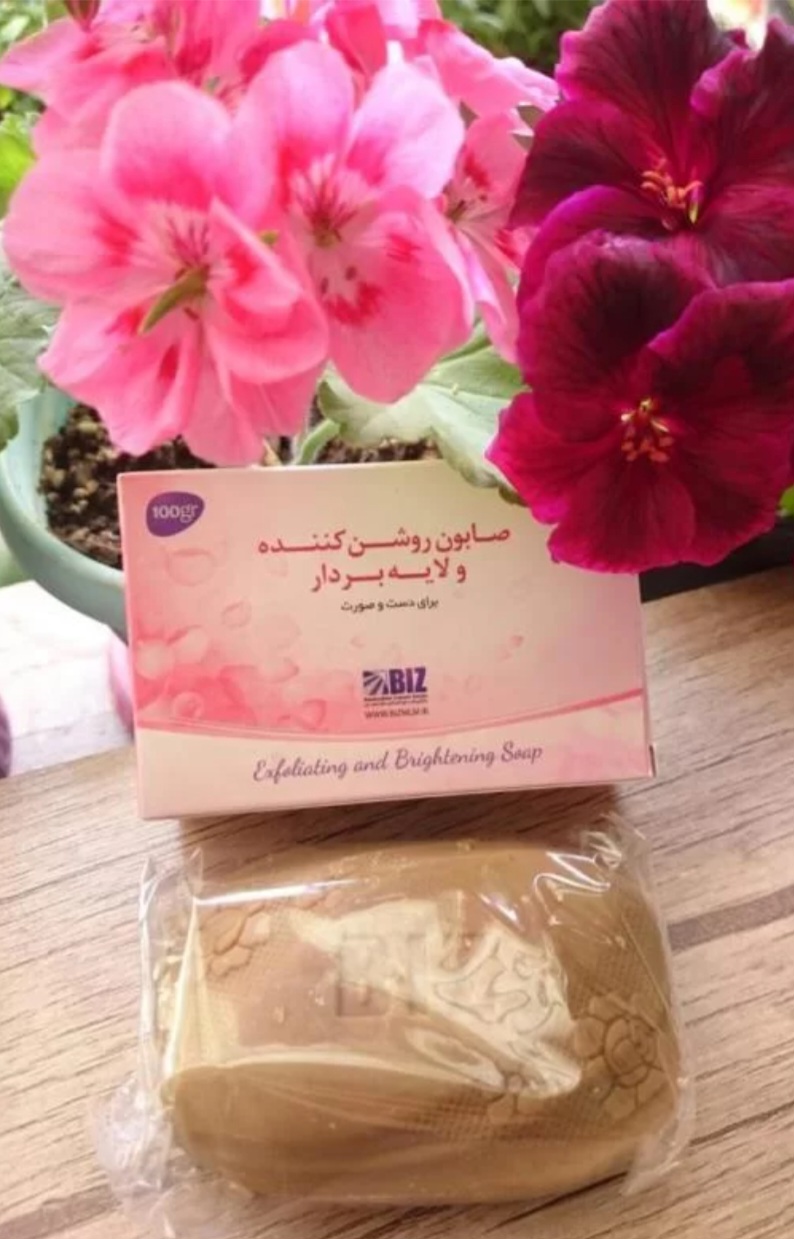 100gr
صابون روشن کننده
و لایه بردار
برای دست و صورت
BIZ
Exfoliating and Brightening Soap